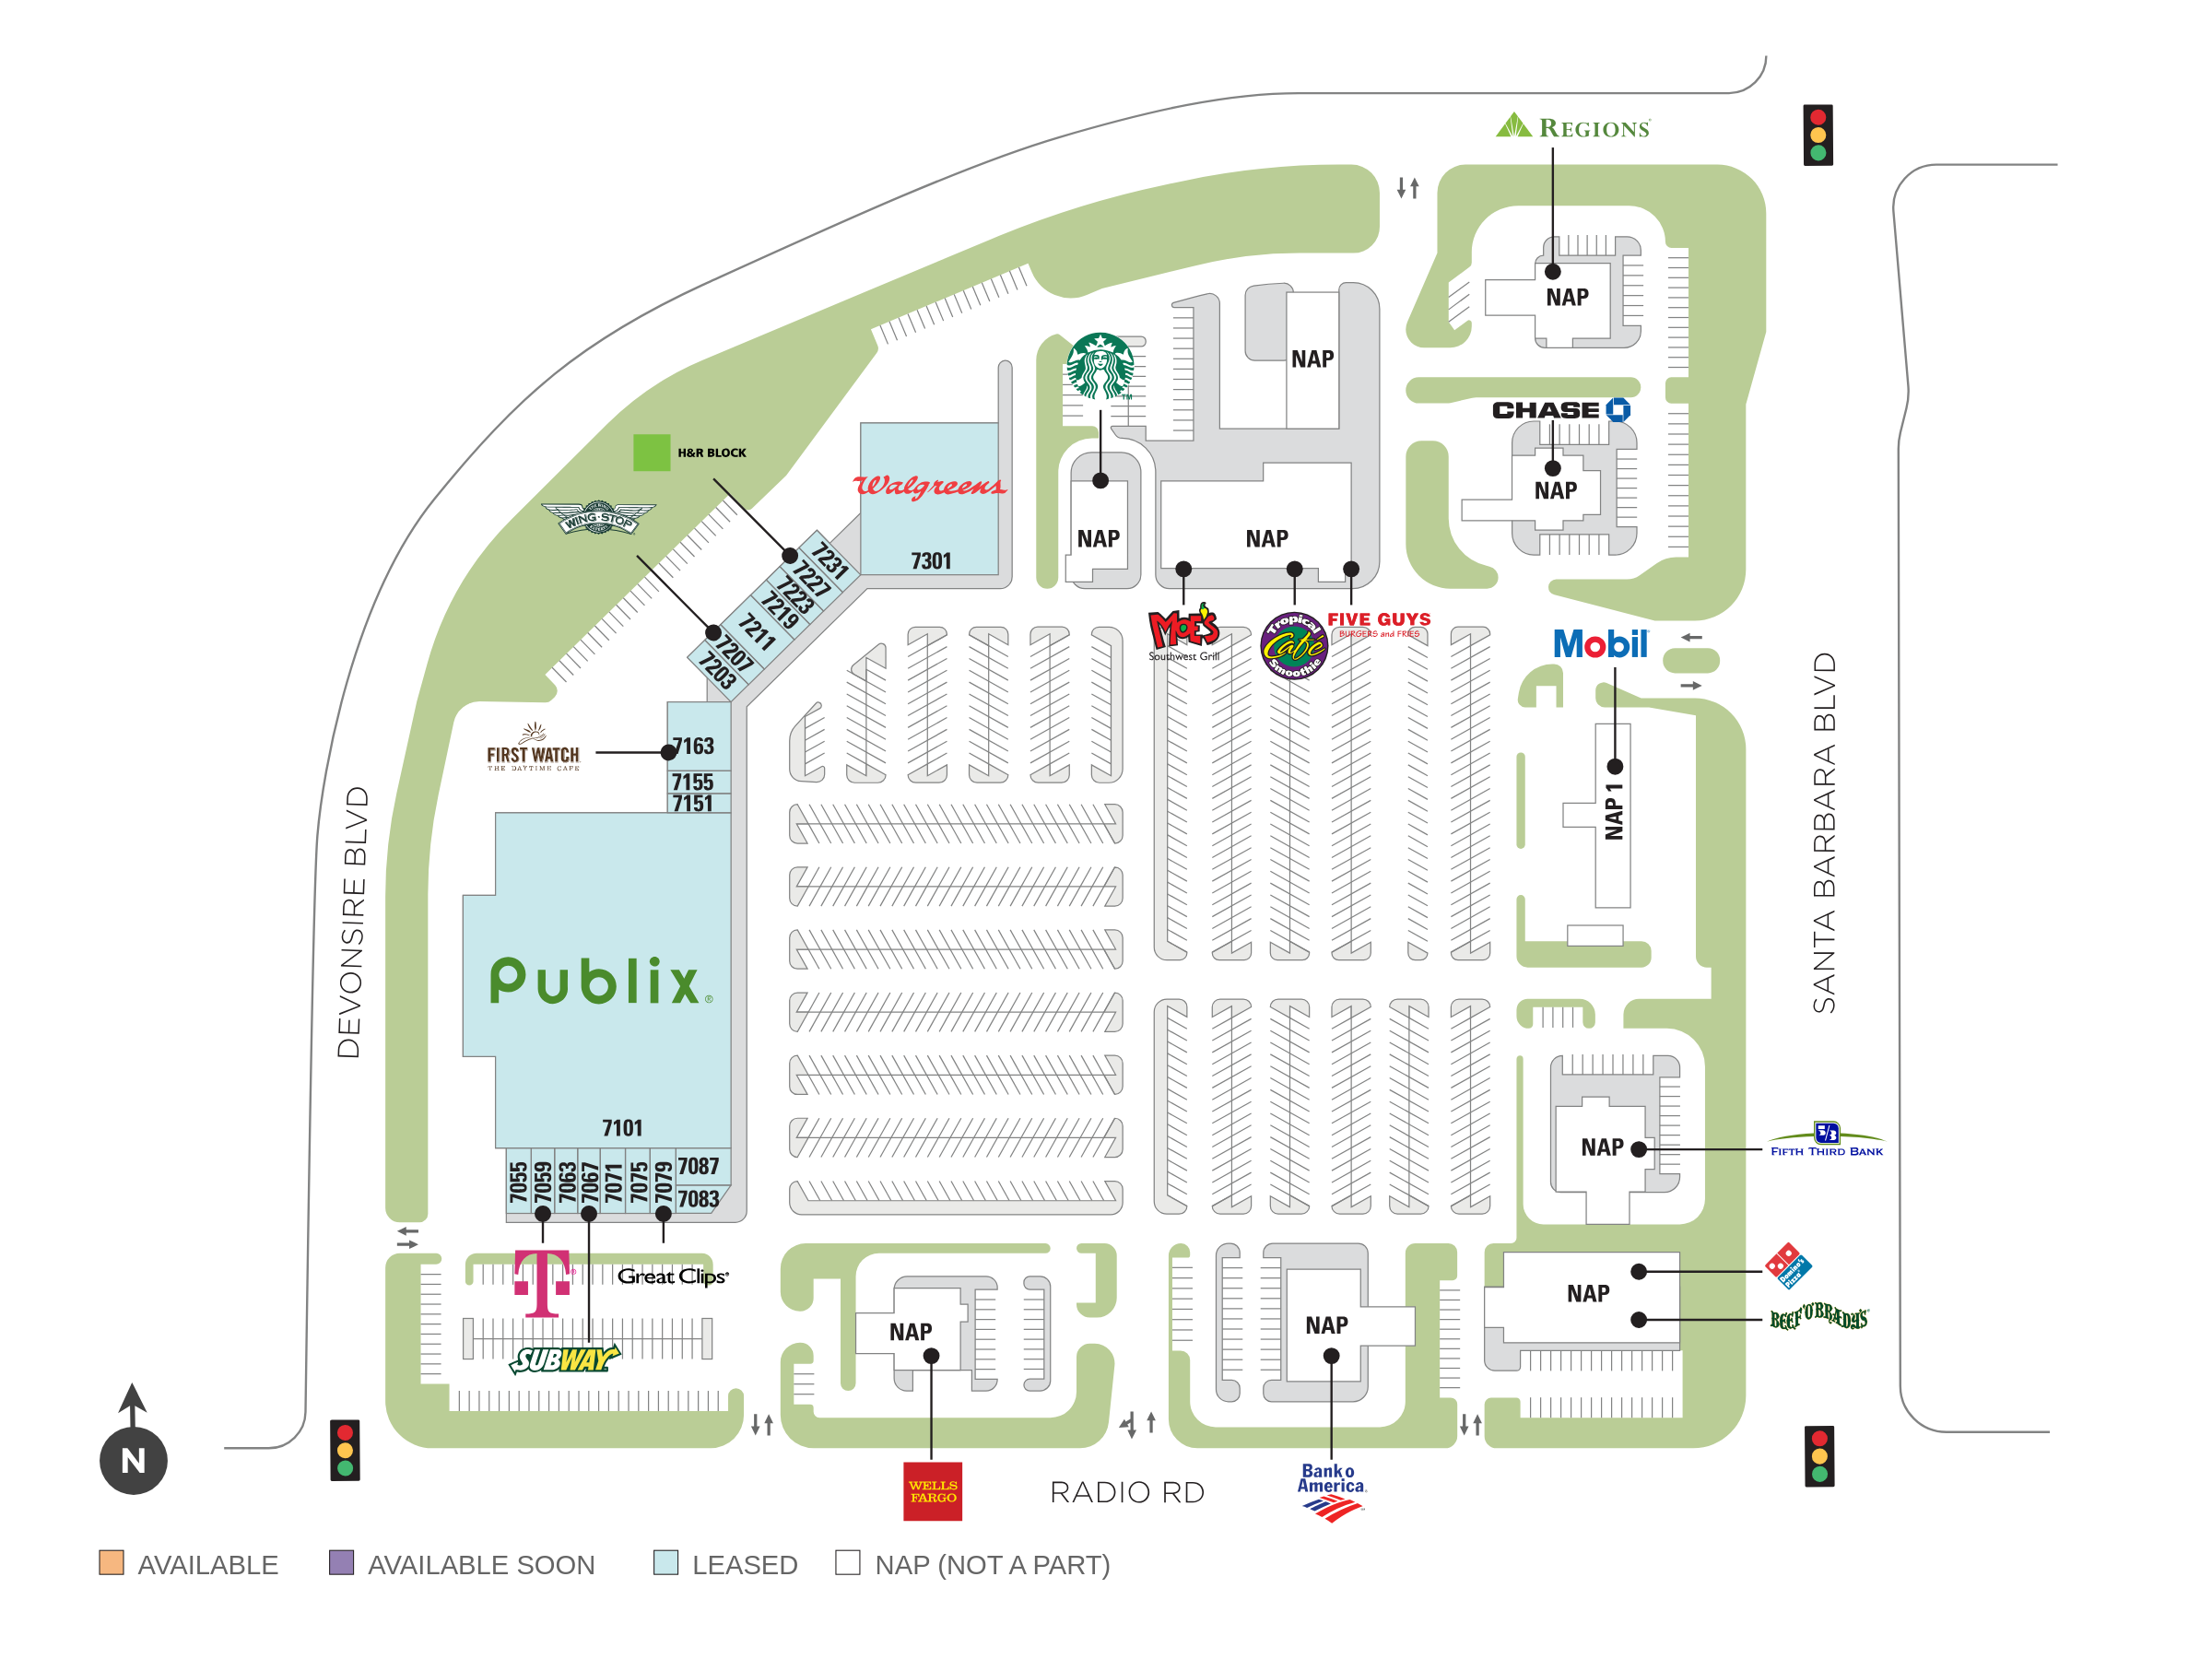 REGIONS
NAP
NAP
CHASE
NAP
H&R BLOCK
WING·STOP
Walgreens
7301
NAP
NAP
7231
7227
7223
7219
7211
7207
7203
MOE'S
Southwest Grill
Tropical
Café
Smoothie
FIVE GUYS
BURGERS and FRIES
Mobil
NAP 1
FIRST WATCH
THE DAYTIME CAFE
7163
7155
7151
DEVONSIRE BLVD
SANTA BARBARA BLVD
Publix®
7101
7055
7059
7063
7067
7071
7075
7079
7087
7083
NAP
5/3
FIFTH THIRD BANK
T
Great Clips®
SUBWAY
NAP
NAP
NAP
Domino's
Pizza
BEEF 'O' BRADY'S
WELLS
FARGO
RADIO RD
Bank o
America
N
AVAILABLE
AVAILABLE SOON
LEASED
NAP (NOT A PART)